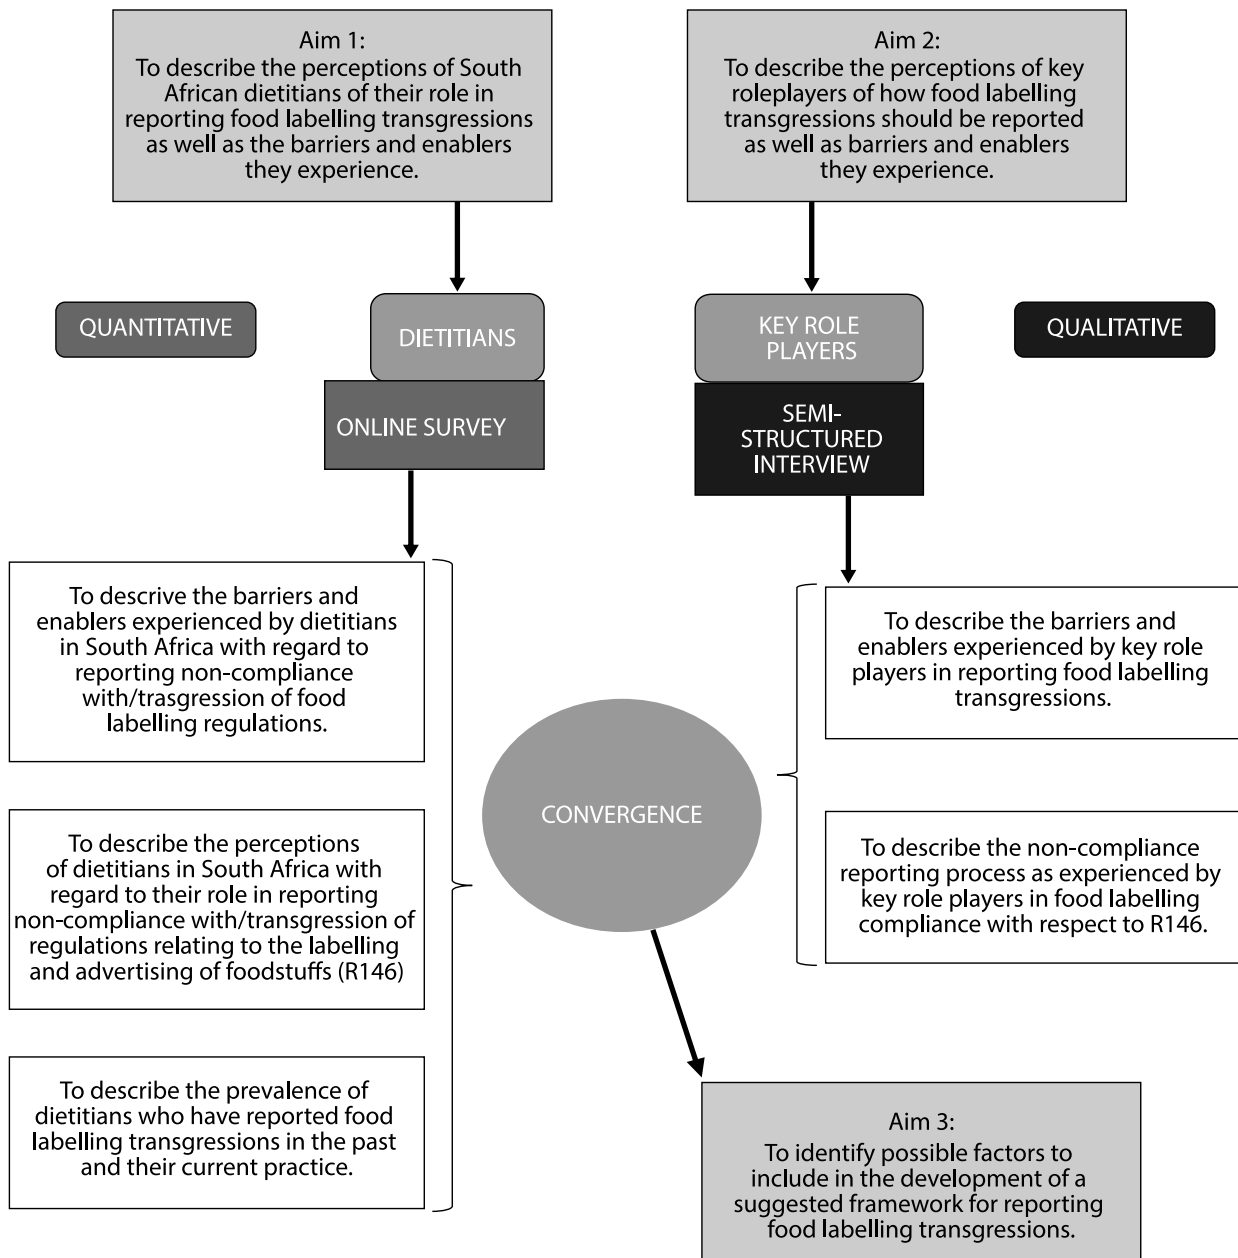 Aim 1:
To describe the perceptions of South
African dietitians of their role in
reporting food labelling transgressions
as well as the barriers and enablers
they experience.
Aim 2:
To describe the perceptions of key
roleplayers of how food labelling
transgressions should be reported
as well as barriers and enablers
they experience.
QUANTITATIVE
DIETITIANS
KEY ROLE
PLAYERS
QUALITATIVE
ONLINE SURVEY
SEMI-
STRUCTURED
INTERVIEW
To descrive the barriers and
enablers experienced by dietitians
in South Africa with regard to
reporting non-compliance
with/trasgression of food
labelling regulations.
To describe the perceptions
of dietitians in South Africa with
regard to their role in reporting
non-compliance with/transgression of
regulations relating to the labelling
and advertising of foodstuffs (R146)
To describe the prevalence of
dietitians who have reported food
labelling transgressions in the past
and their current practice.
CONVERGENCE
To describe the barriers and
enablers experienced by key role
players in reporting food labelling
transgressions.
To describe the non-compliance
reporting process as experienced by
key role players in food labelling
compliance with respect to R146.
Aim 3:
To identify possible factors to
include in the development of a
suggested framework for reporting
food labelling transgressions.